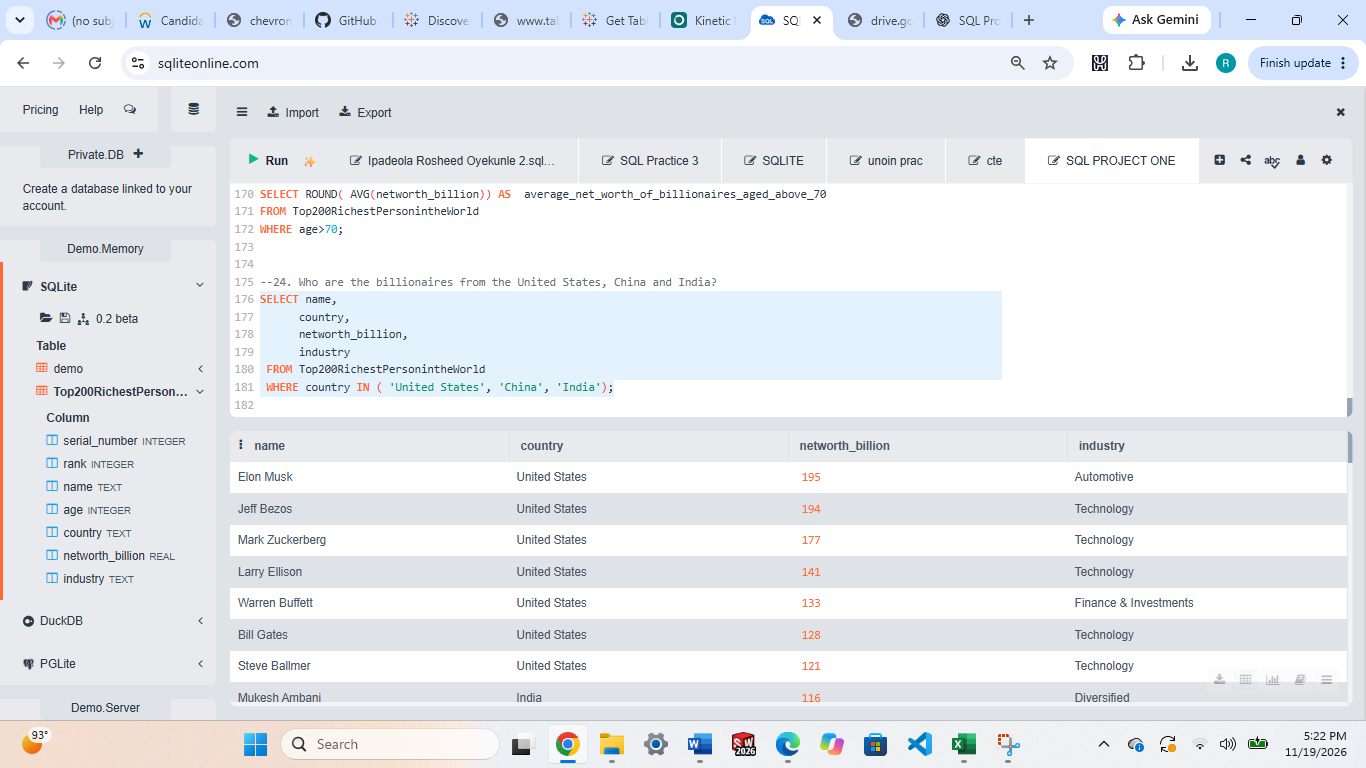 (no subj
Candida
chevron
GitHub
Discove
www.tab
Get Tabl
Kinetic
SQL
drive.go
SQL Pro
Ask Gemini
sqliteonline.com
R
Finish update
Pricing
Help
Import
Export
Private.DB
Run
Ipadeola Rosheed Oyekunle 2.sql...
SQL Practice 3
SQLITE
unoin prac
cte
SQL PROJECT ONE
abc
Create a database linked to your
account.
Demo.Memory
SQLite
0.2 beta
Table
demo
Top200RichestPerson...
Column
serial_number INTEGER
rank INTEGER
name TEXT
age INTEGER
country TEXT
networth_billion REAL
industry TEXT
DuckDB
PGLite
Demo.Server
170 SELECT ROUND( AVG(networth_billion)) AS  average_net_worth_of_billionaires_aged_above_70
171 FROM Top200RichestPersonintheWorld
172 WHERE age>70;
173
174
175 --24. Who are the billionaires from the United States, China and India?
176 SELECT name,
177 country,
178 networth_billion,
179 industry
180 FROM Top200RichestPersonintheWorld
181 WHERE country IN ( 'United States', 'China', 'India');
182
name country networth_billion industry
Elon Musk United States 195 Automotive
Jeff Bezos United States 194 Technology
Mark Zuckerberg United States 177 Technology
Larry Ellison United States 141 Technology
Warren Buffett United States 133 Finance & Investments
Bill Gates United States 128 Technology
Steve Ballmer United States 121 Technology
Mukesh Ambani India 116 Diversified
93°
Search
SW
2026
5:22 PM
11/19/2026